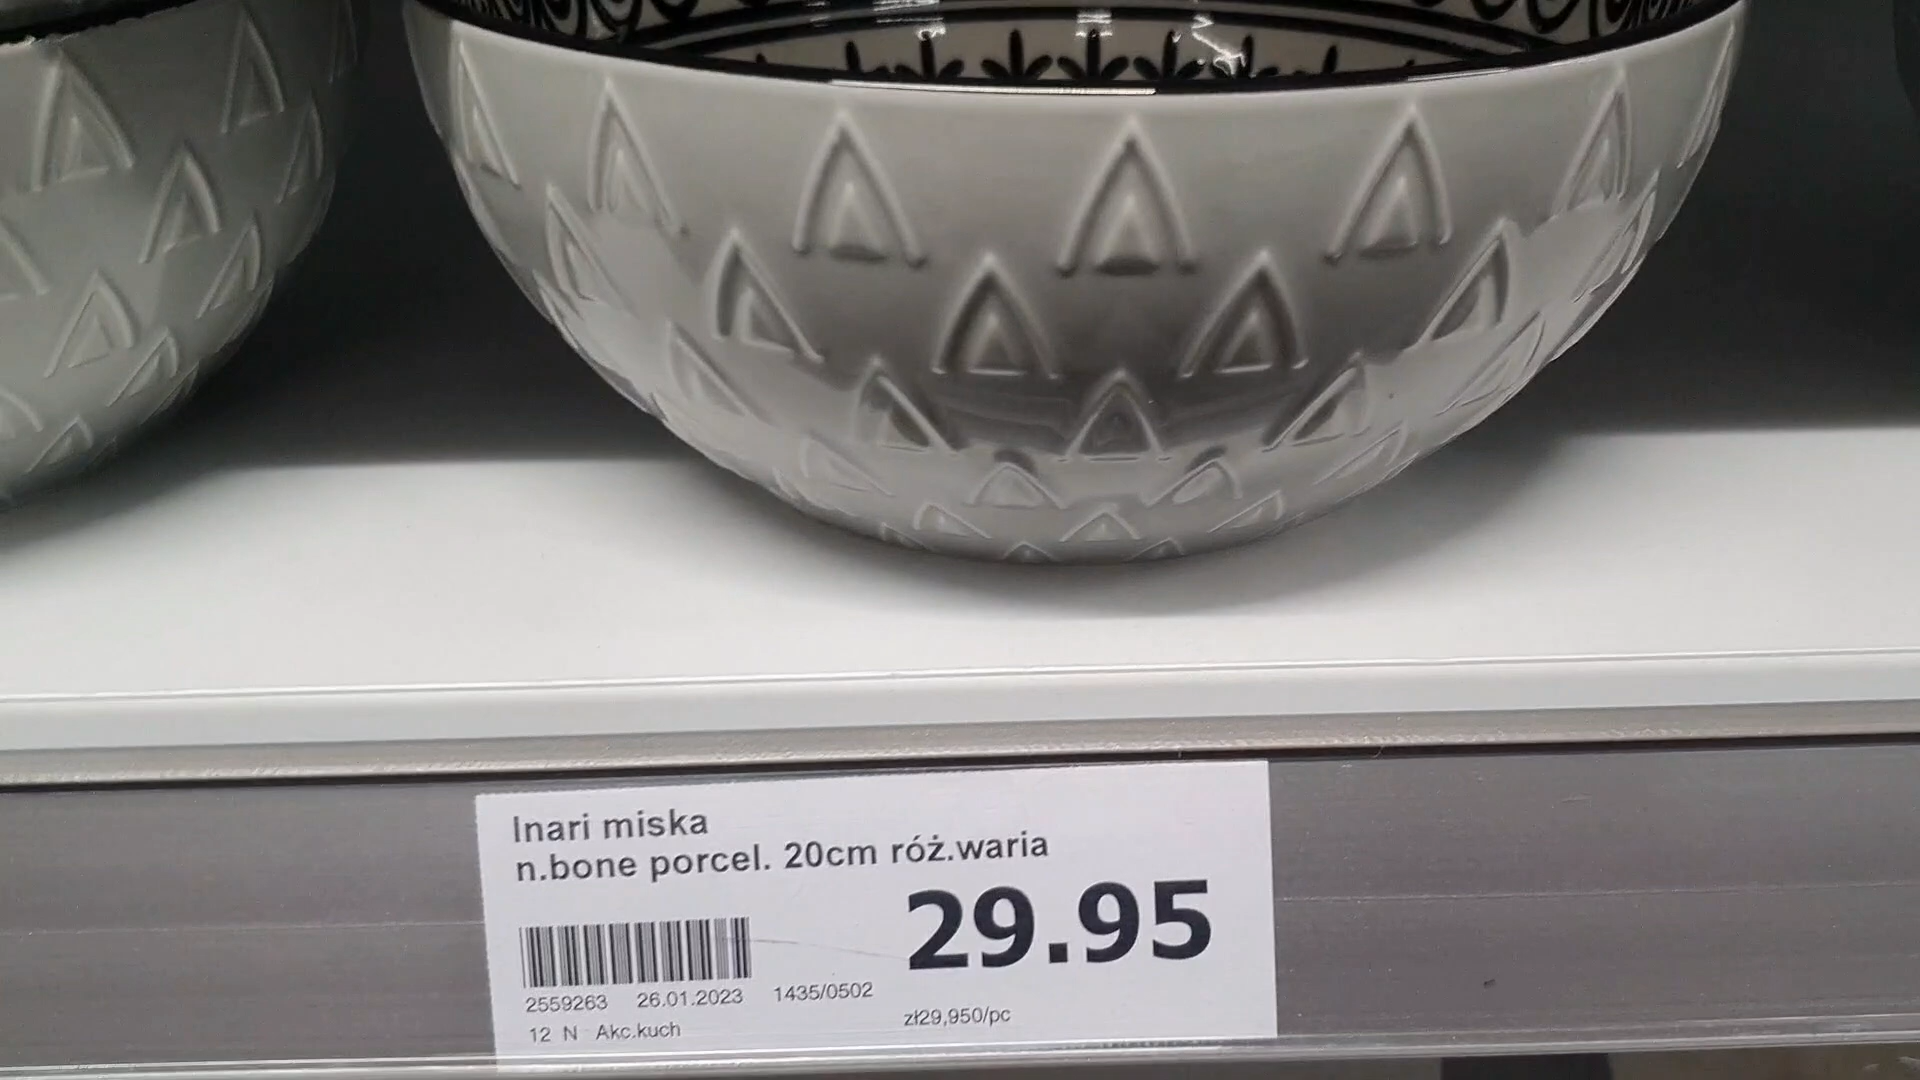 Inari miska
n.bone porcel. 20cm róż.waria
29.95
2559263 26.01.2023 1435/0502
12 N Akc.kuch
zł29,950/pc